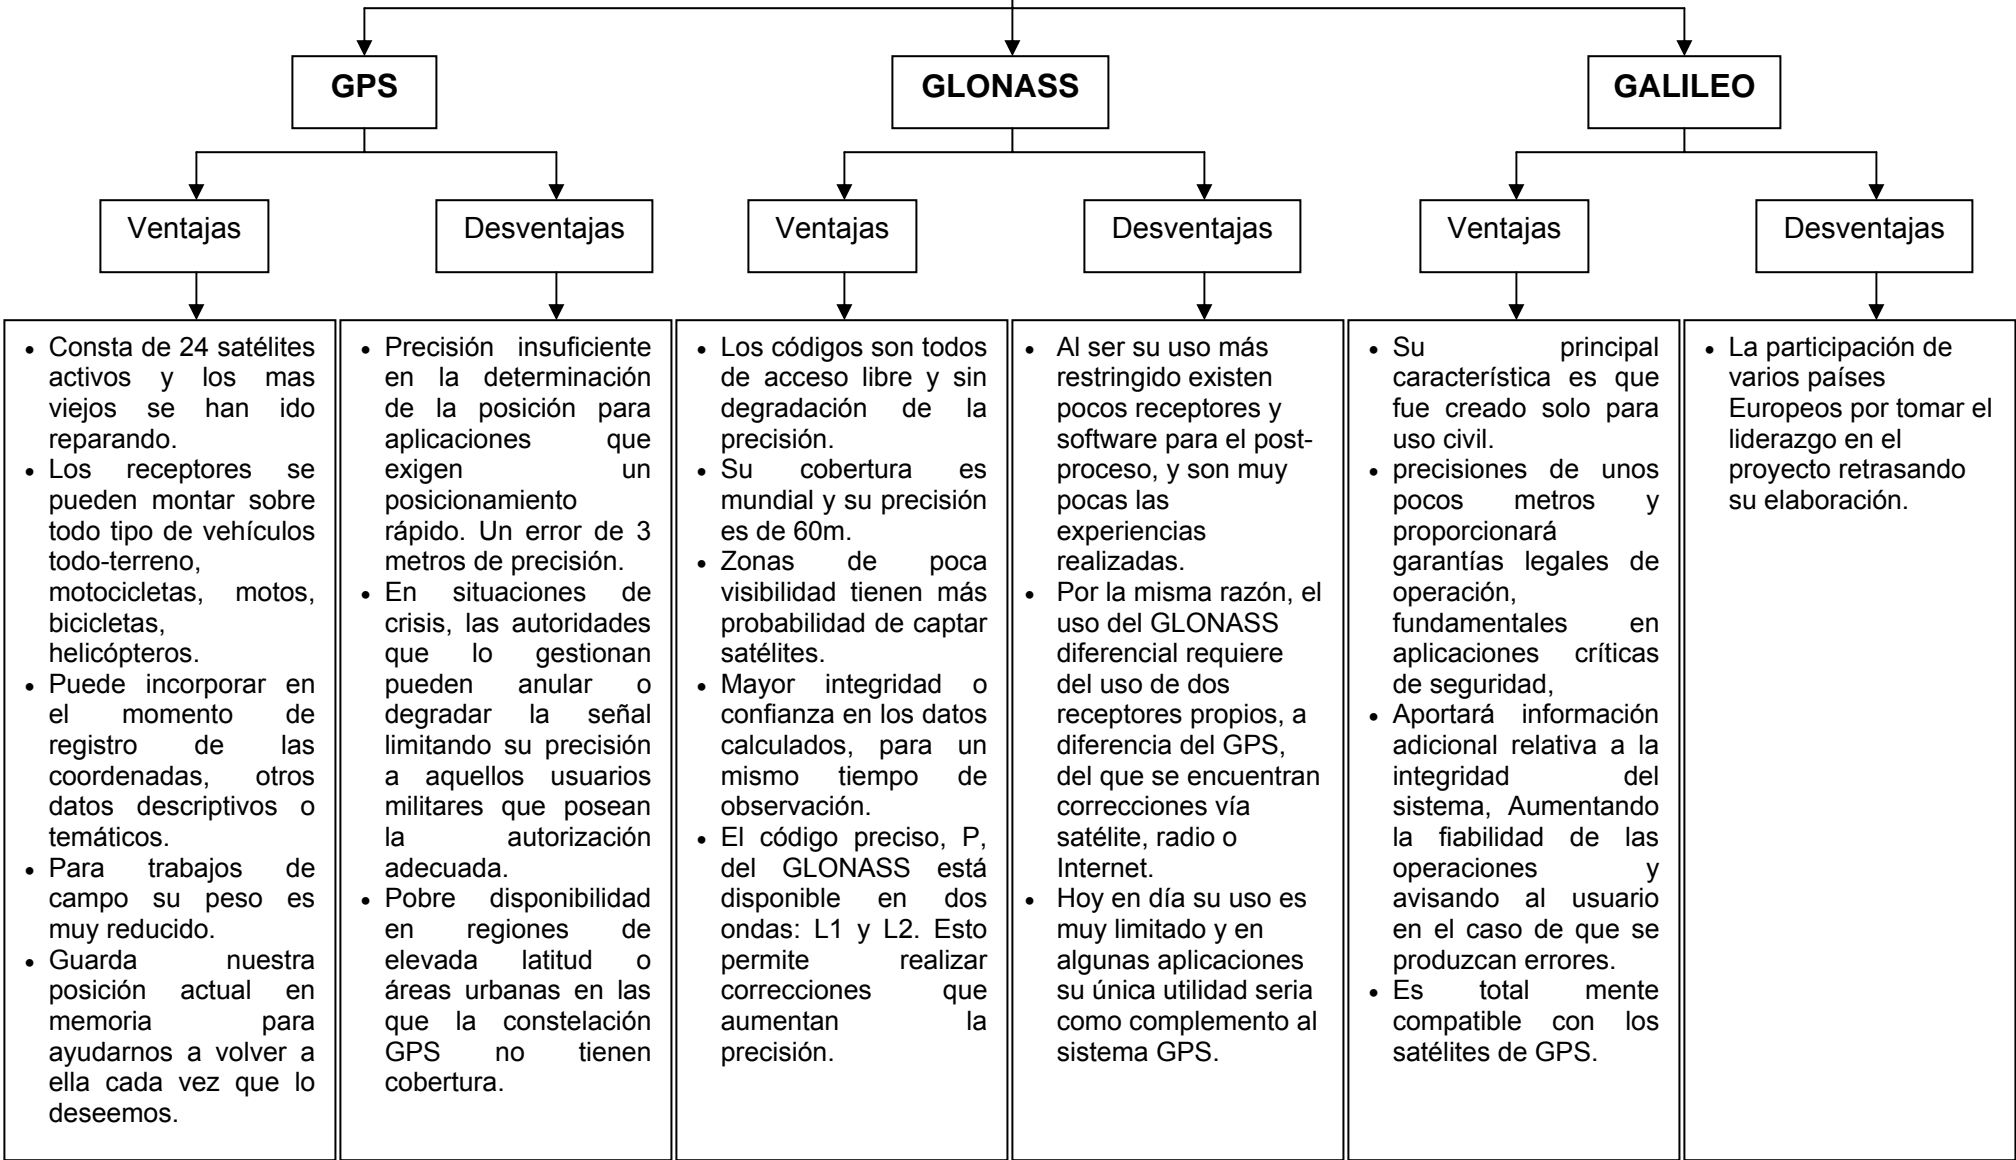 GPS
GLONASS
GALILEO
Ventajas
Desventajas
Ventajas
Desventajas
Ventajas
Desventajas
• Consta de 24 satélites
activos y los mas
viejos se han ido
reparando.
• Los receptores se
pueden montar sobre
todo tipo de vehículos
todo-terreno,
motocicletas, motos,
bicicletas,
helicópteros.
• Puede incorporar en
el momento de
registro de las
coordenadas, otros
datos descriptivos o
temáticos.
• Para trabajos de
campo su peso es
muy reducido.
• Guarda nuestra
posición actual en
memoria para
ayudarnos a volver a
ella cada vez que lo
deseemos.
• Precisión insuficiente
en la determinación
de la posición para
aplicaciones que
exigen un
posicionamiento
rápido. Un error de 3
metros de precisión.
• En situaciones de
crisis, las autoridades
que lo gestionan
pueden anular o
degradar la señal
limitando su precisión
a aquellos usuarios
militares que posean
la autorización
adecuada.
• Pobre disponibilidad
en regiones de
elevada latitud o
áreas urbanas en las
que la constelación
GPS no tienen
cobertura.
• Los códigos son todos
de acceso libre y sin
degradación de la
precisión.
• Su cobertura es
mundial y su precisión
es de 60m.
• Zonas de poca
visibilidad tienen más
probabilidad de captar
satélites.
• Mayor integridad o
confianza en los datos
calculados, para un
mismo tiempo de
observación.
• El código preciso, P,
del GLONASS está
disponible en dos
ondas: L1 y L2. Esto
permite realizar
correcciones que
aumentan la
precisión.
• Al ser su uso más
restringido existen
pocos receptores y
software para el post-
proceso, y son muy
pocas las
experiencias
realizadas.
• Por la misma razón, el
uso del GLONASS
diferencial requiere
del uso de dos
receptores propios, a
diferencia del GPS,
del que se encuentran
correcciones vía
satélite, radio o
Internet.
• Hoy en día su uso es
muy limitado y en
algunas aplicaciones
su única utilidad seria
como complemento al
sistema GPS.
• Su principal
característica es que
fue creado solo para
uso civil.
• precisiones de unos
pocos metros y
proporcionará
garantías legales de
operación,
fundamentales en
aplicaciones críticas
de seguridad,
• Aportará información
adicional relativa a la
integridad del
sistema, Aumentando
la fiabilidad de las
operaciones y
avisando al usuario
en el caso de que se
produzcan errores.
• Es total mente
compatible con los
satélites de GPS.
• La participación de
varios países
Europeos por tomar el
liderazgo en el
proyecto retrasando
su elaboración.